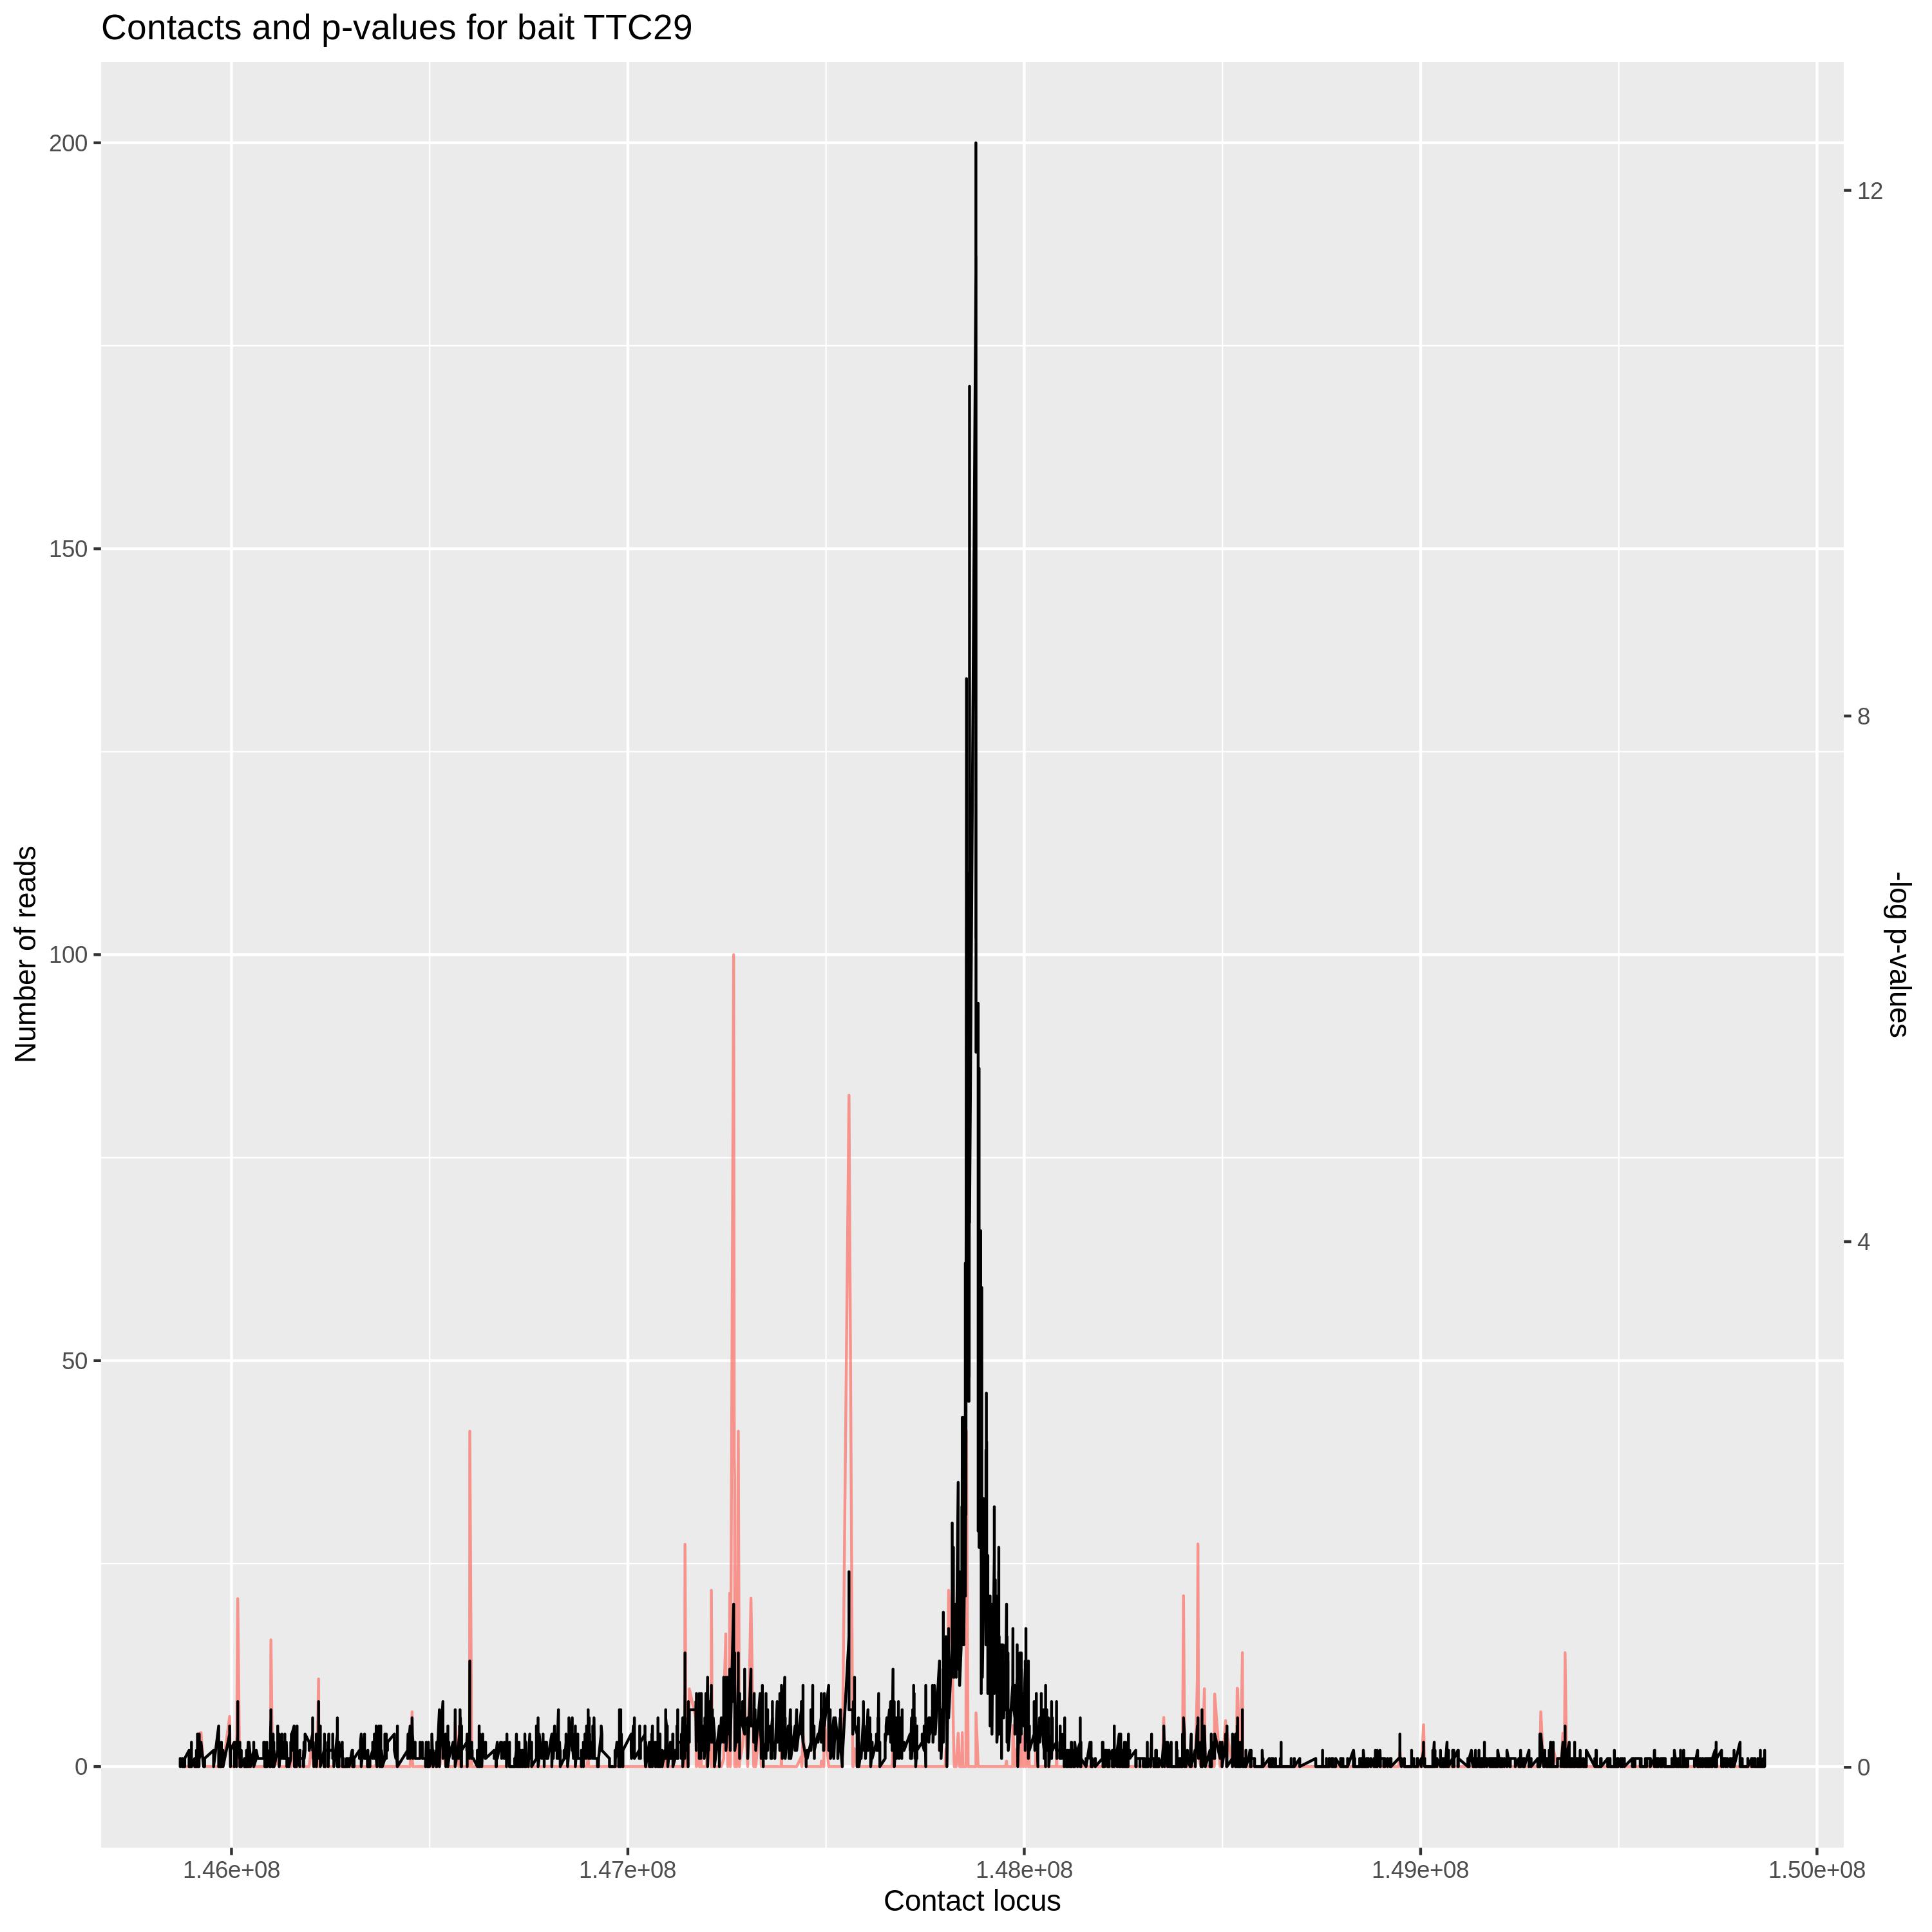 Contacts and p-values for bait TTC29
200
150
100
50
0
Number of reads
12
8
4
0
-log p-values
1.46e+08 1.47e+08 1.48e+08 1.49e+08 1.50e+08
Contact locus